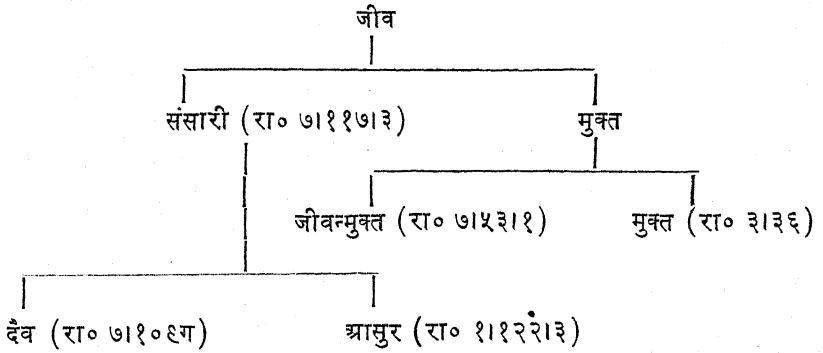 जीव
संसारी (रा० ७।११७।३) मुक्त
जीवन्मुक्त (रा० ७।५३।१) मुक्त (रा० ३।३६)
दैव (रा० ७।१०९ग) आसुर (रा० १।१२२।३)